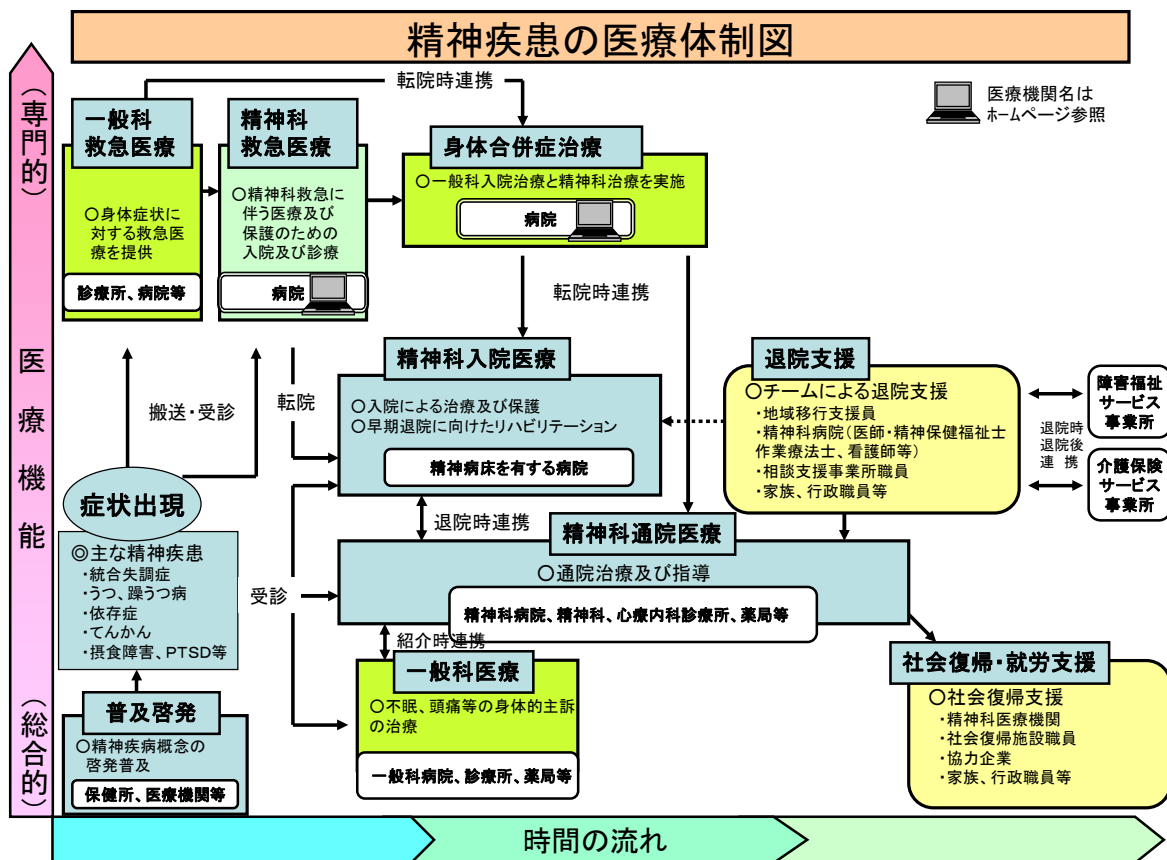 精神疾患の医療体制図
(専門的)
医療機能
(総合的)
医療機関名は
ホームページ参照
転院時連携
一般科
救急医療
○身体症状に
対する救急医
療を提供
診療所、病院等
精神科
救急医療
○精神科救急に
伴う医療及び
保護のための
入院及び診療
病院
身体合併症治療
○一般科入院治療と精神科治療を実施
病院
転院時連携
搬送・受診
転院
精神科入院医療
○入院による治療及び保護
○早期退院に向けたリハビリテーション
精神病床を有する病院
退院支援
○チームによる退院支援
・地域移行支援員
・精神科病院(医師・精神保健福祉士
作業療法士、看護師等)
・相談支援事業所職員
・家族、行政職員等
障害福祉
サービス
事業所
退院時
退院後
連携
介護保険
サービス
事業所
症状出現
◎主な精神疾患
・統合失調症
・うつ、躁うつ病
・依存症
・てんかん
・摂食障害、PTSD等
受診
退院時連携
精神科通院医療
○通院治療及び指導
精神科病院、精神科、心療内科診療所、薬局等
紹介時連携
一般科医療
○不眠、頭痛等の身体的主訴
の治療
一般科病院、診療所、薬局等
社会復帰・就労支援
○社会復帰支援
・精神科医療機関
・社会復帰施設職員
・協力企業
・家族、行政職員等
普及啓発
○精神疾病概念の
啓発普及
保健所、医療機関等
時間の流れ